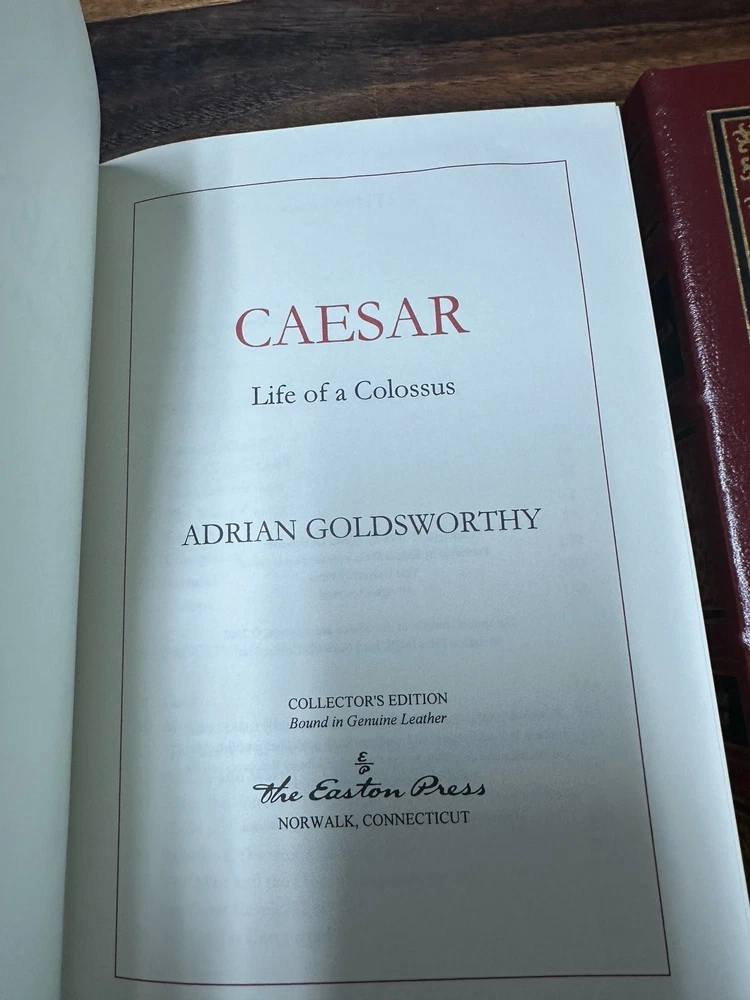 CAESAR
Life of a Colossus
ADRIAN GOLDSWORTHY
COLLECTOR'S EDITION
Bound in Genuine Leather
The Easton Press
NORWALK, CONNECTICUT